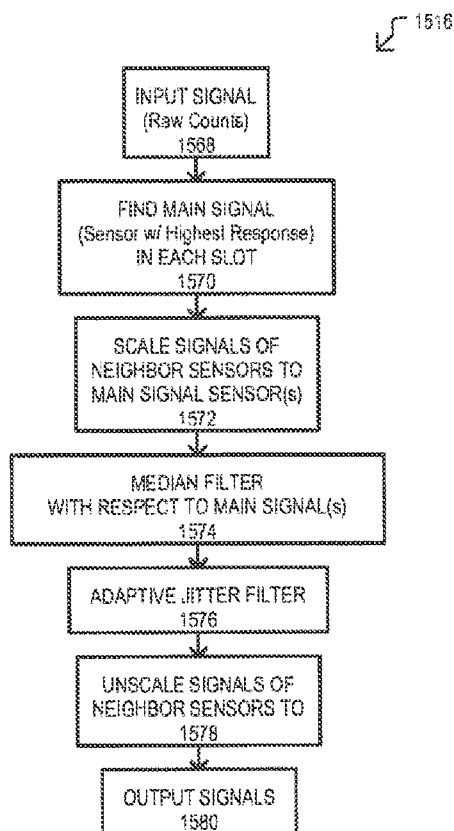 1516
INPUT SIGNAL
(Raw Counts)
1568
FIND MAIN SIGNAL
(Sensor w/ Highest Response)
IN EACH SLOT
1570
SCALE SIGNALS OF
NEIGHBOR SENSORS TO
MAIN SIGNAL SENSOR(s)
1572
MEDIAN FILTER
WITH RESPECT TO MAIN SIGNAL(s)
1574
ADAPTIVE JITTER FILTER
1576
UNSCALE SIGNALS OF
NEIGHBOR SENSORS TO
1578
OUTPUT SIGNALS
1580